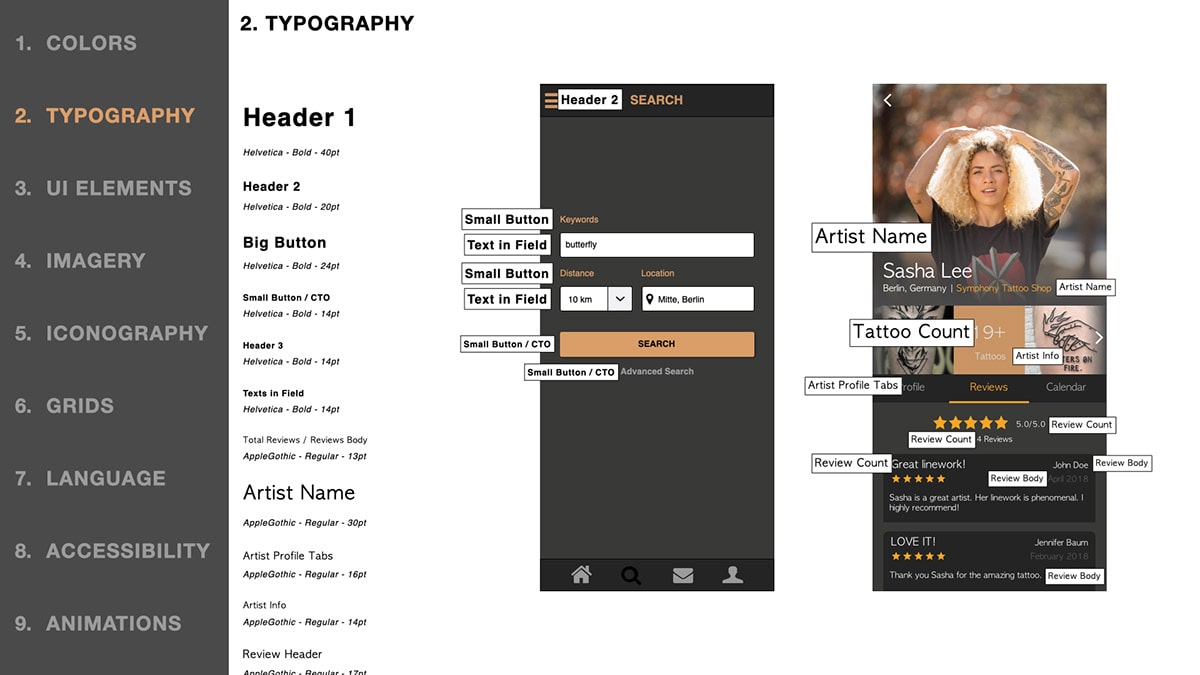 1. COLORS
2. TYPOGRAPHY
3. UI ELEMENTS
4. IMAGERY
5. ICONOGRAPHY
6. GRIDS
7. LANGUAGE
8. ACCESSIBILITY
9. ANIMATIONS
2. TYPOGRAPHY
Header 1
Helvetica - Bold - 40pt
Header 2
Helvetica - Bold - 20pt
Big Button
Helvetica - Bold - 24pt
Small Button / CTO
Helvetica - Bold - 14pt
Header 3
Helvetica - Bold - 14pt
Texts in Field
Helvetica - Bold - 14pt
Total Reviews / Reviews Body
AppleGothic - Regular - 13pt
Artist Name
AppleGothic - Regular - 30pt
Artist Profile Tabs
AppleGothic - Regular - 16pt
Artist Info
AppleGothic - Regular - 14pt
Review Header
AppleGothic - Regular - 17pt
Header 2 SEARCH
Small Button Keywords
Text in Field butterfly
Small Button Distance Location
Text in Field 10 km Mitte, Berlin
Small Button / CTO SEARCH
Small Button / CTO Advanced Search
Artist Name
Sasha Lee
Berlin, Germany | Symphony Tattoo Shop Artist Name
Tattoo Count 19+
Tattoos Artist Info
ON
FIRE.
Artist Profile Tabs Reviews Calendar
5.0/5.0 Review Count
Review Count 4 Reviews
Review Count Great linework! John Doe Review Body
Review Body April 2018
Sasha is a great artist. Her linework is phenomenal. I
highly recommend!
LOVE IT! Jennifer Baum
February 2018
Thank you Sasha for the amazing tattoo. Review Body